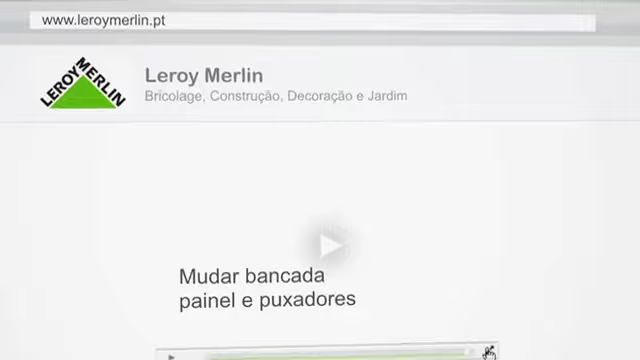 www.leroymerlin.pt
LEROY MERLIN
Leroy Merlin
Bricolage, Construção, Decoração e Jardim
Mudar bancada
painel e puxadores